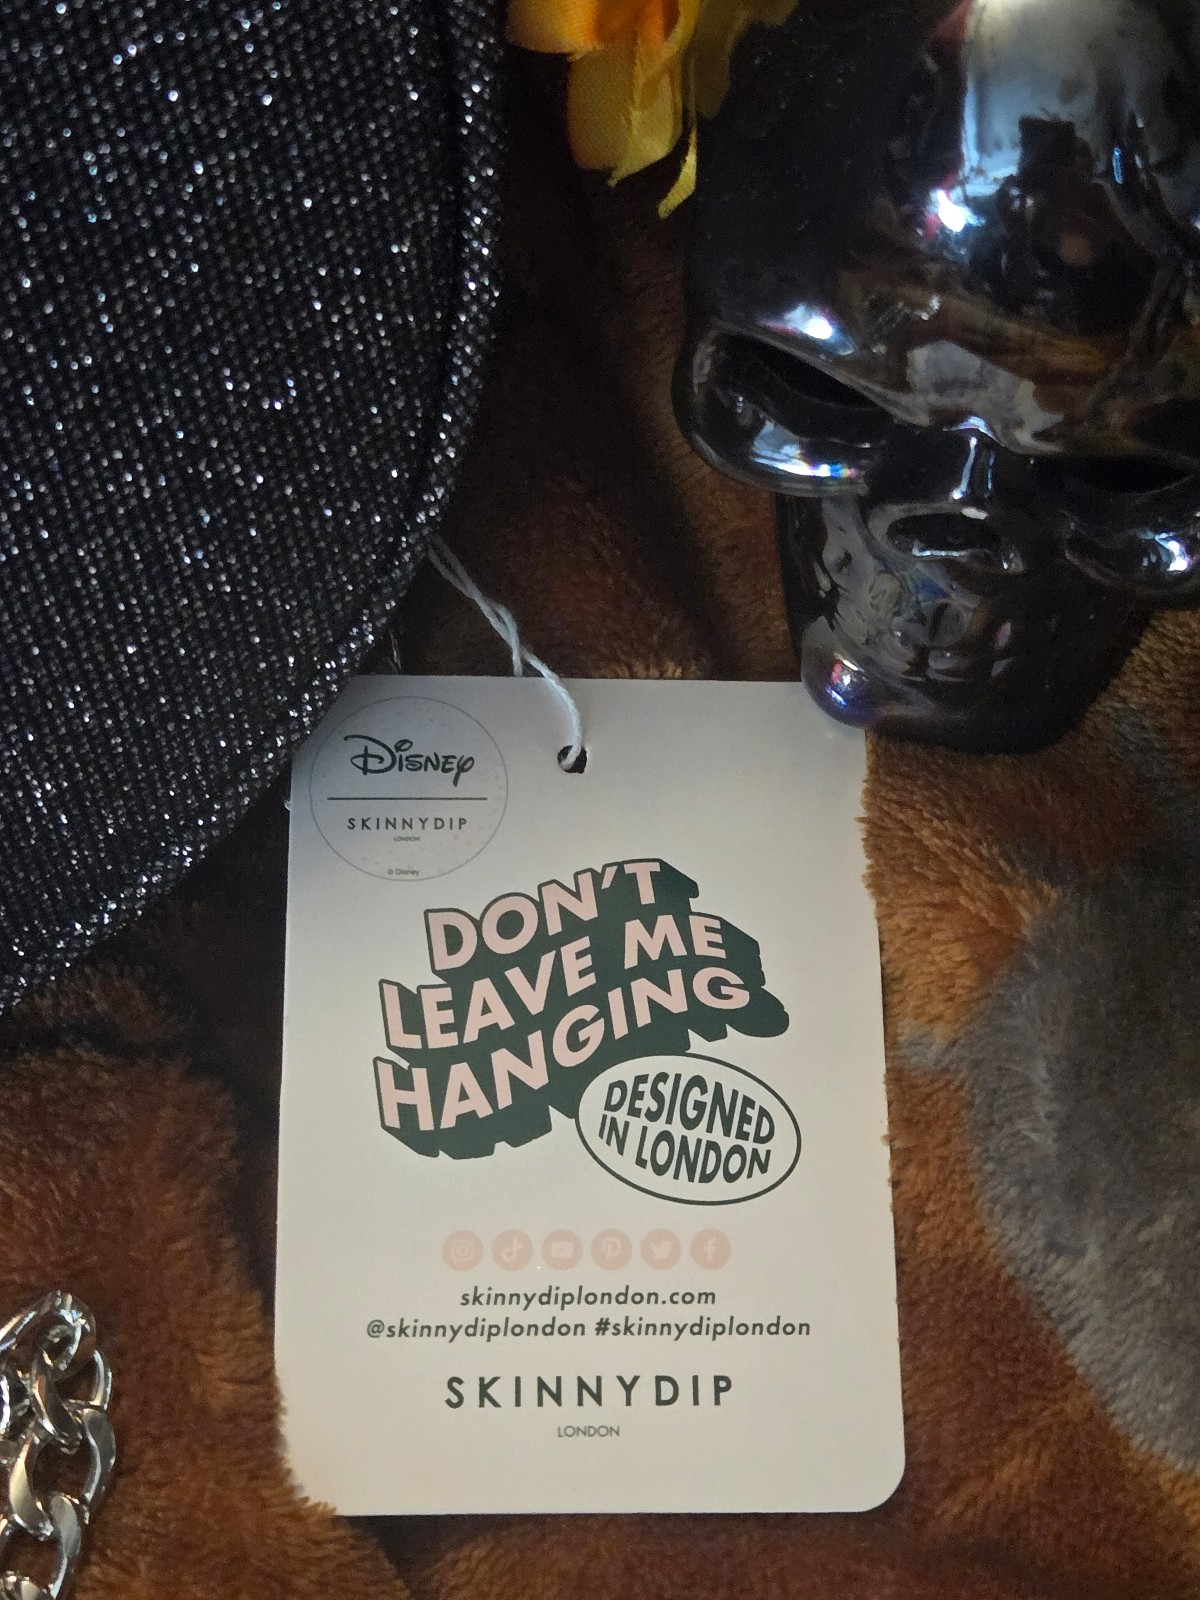 Disney
SKINNYDIP
LONDON
© Disney
DON'T
LEAVE ME
HANGING
DESIGNED
IN LONDON
skinnydiplondon.com
@skinnydiplondon #skinnydiplondon
SKINNYDIP
LONDON